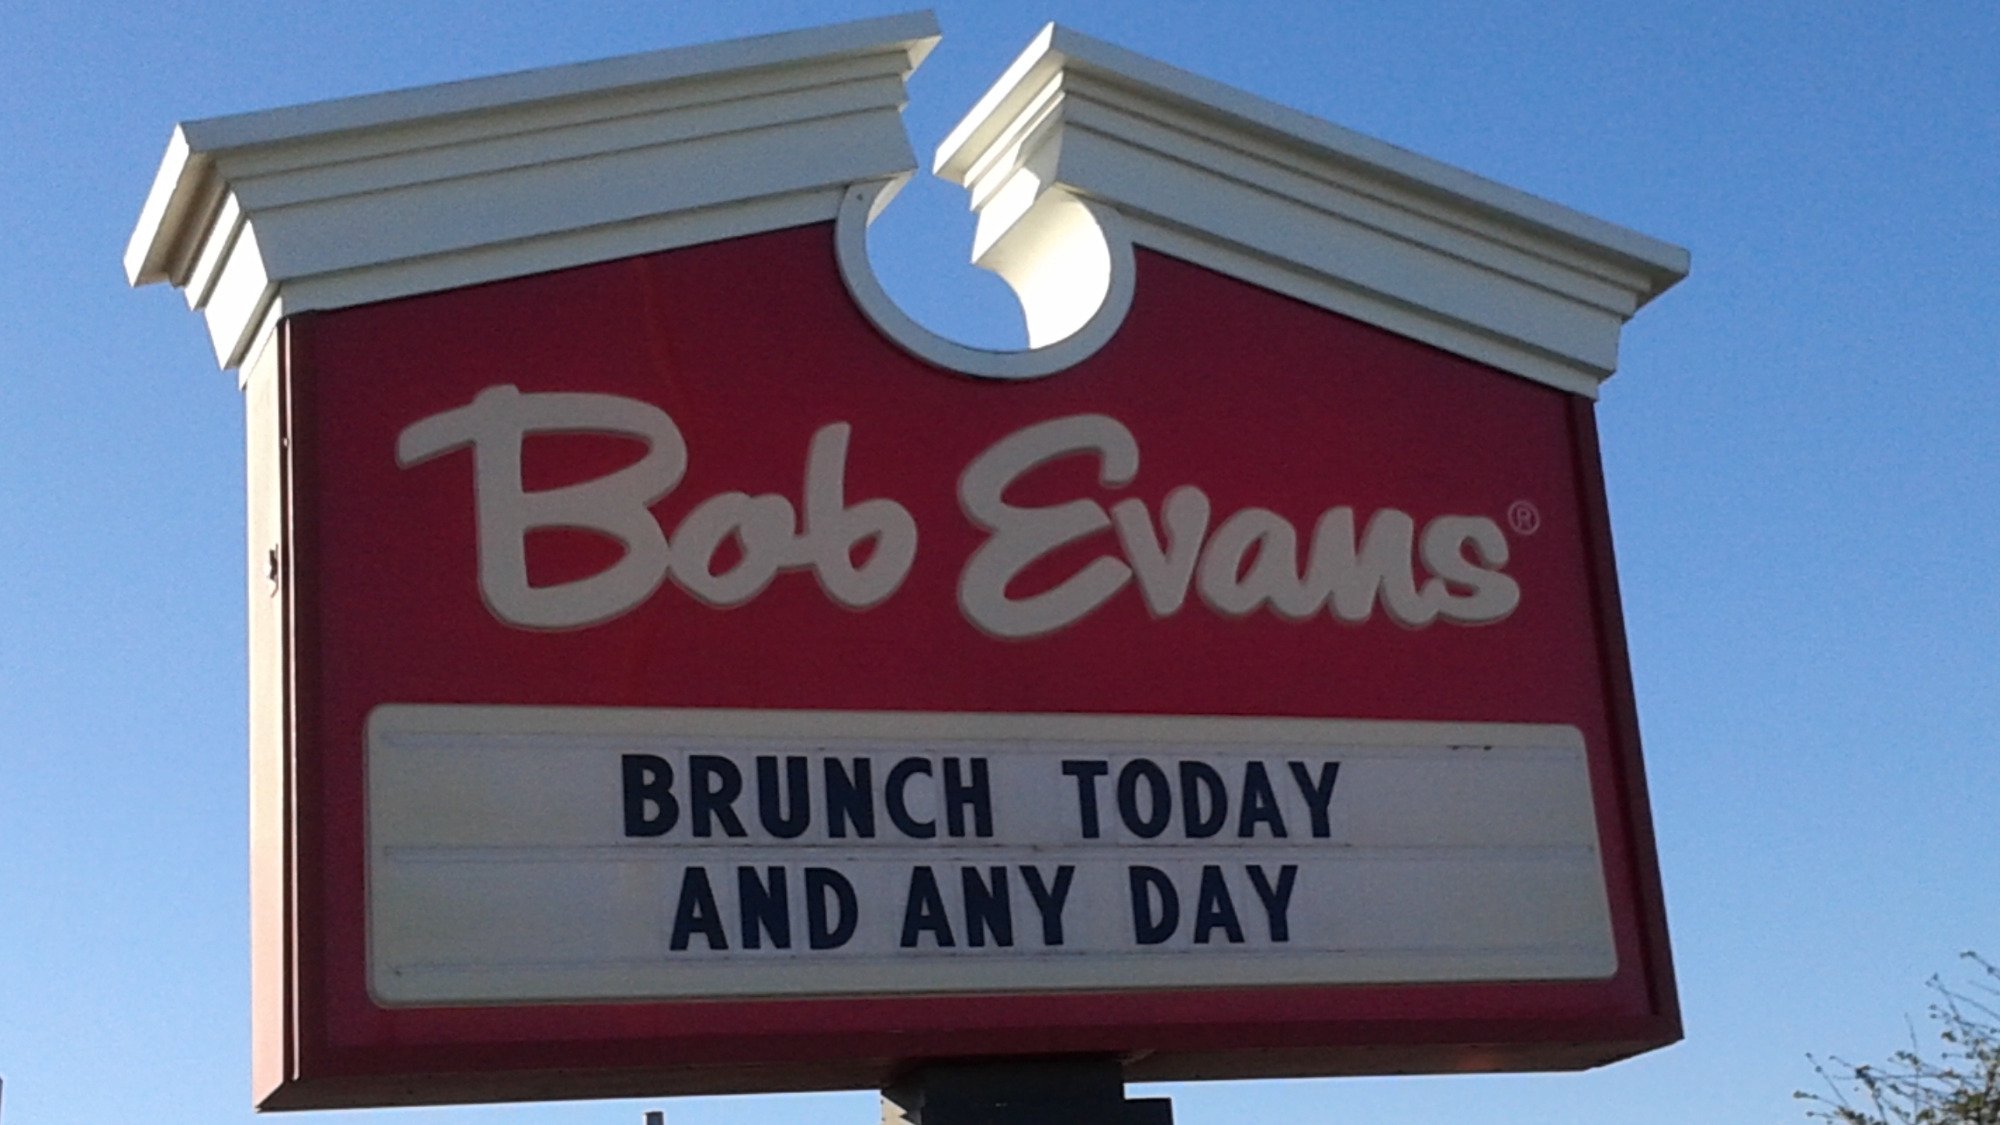 Bob Evans®
BRUNCH TODAY
AND ANY DAY